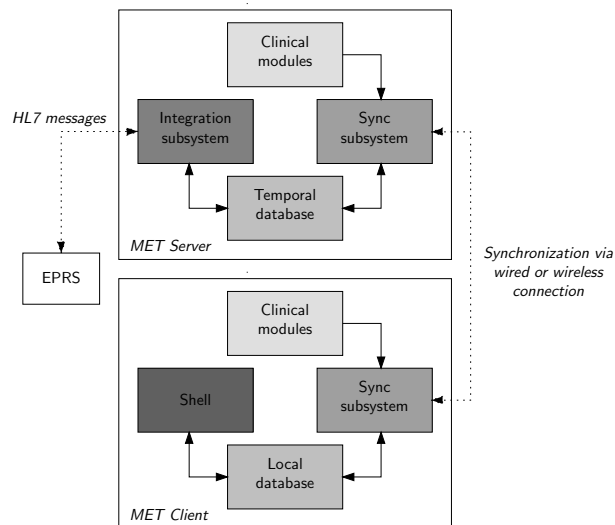 Clinical
modules
HL7 messages
Integration
subsystem
Sync
subsystem
Temporal
database
MET Server
EPRS
Synchronization via
wired or wireless
connection
Clinical
modules
Shell
Sync
subsystem
Local
database
MET Client